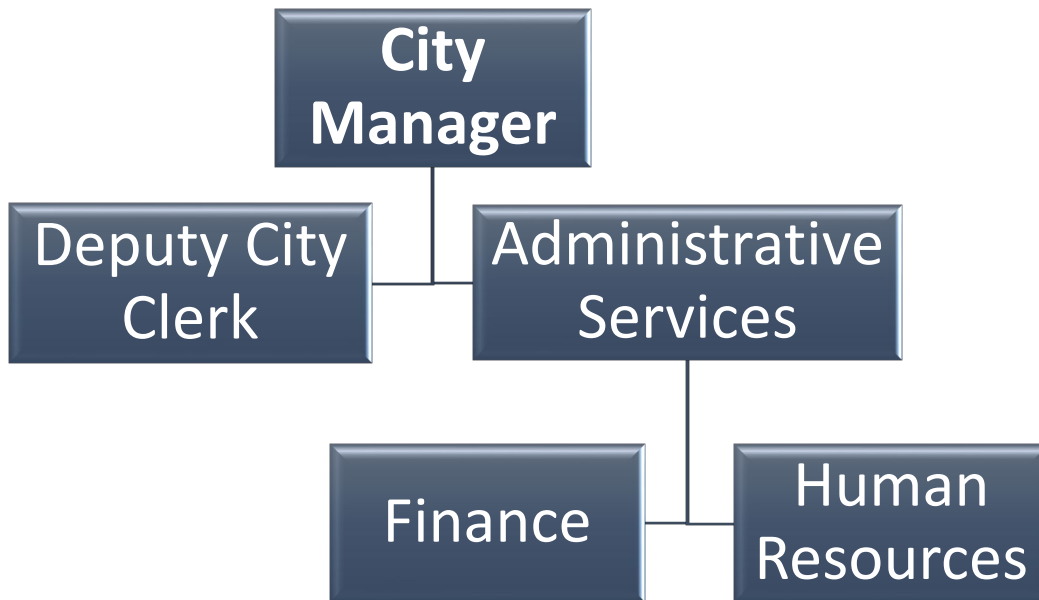 City
Manager
Deputy City
Clerk
Administrative
Services
Finance
Human
Resources